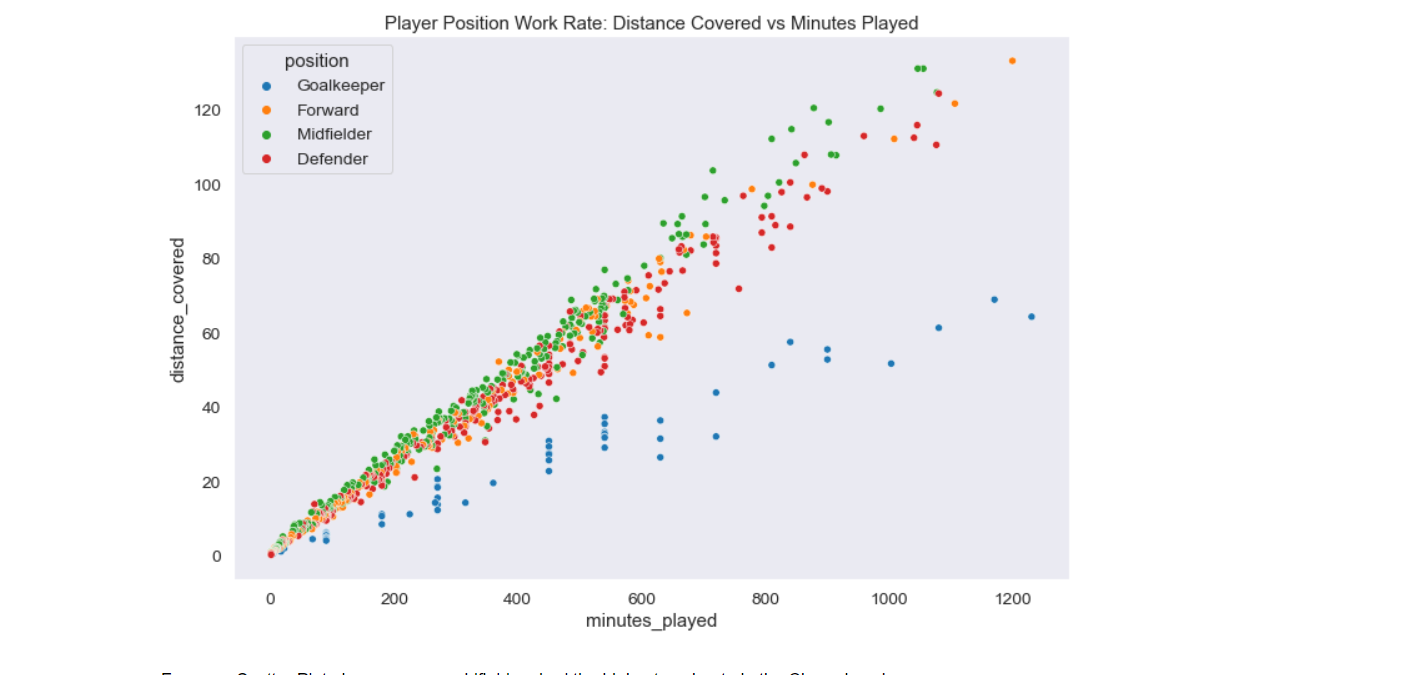 Player Position Work Rate: Distance Covered vs Minutes Played
position
Goalkeeper
Forward
Midfielder
Defender
distance_covered
120
100
80
60
40
20
0
0 200 400 600 800 1000 1200
minutes_played